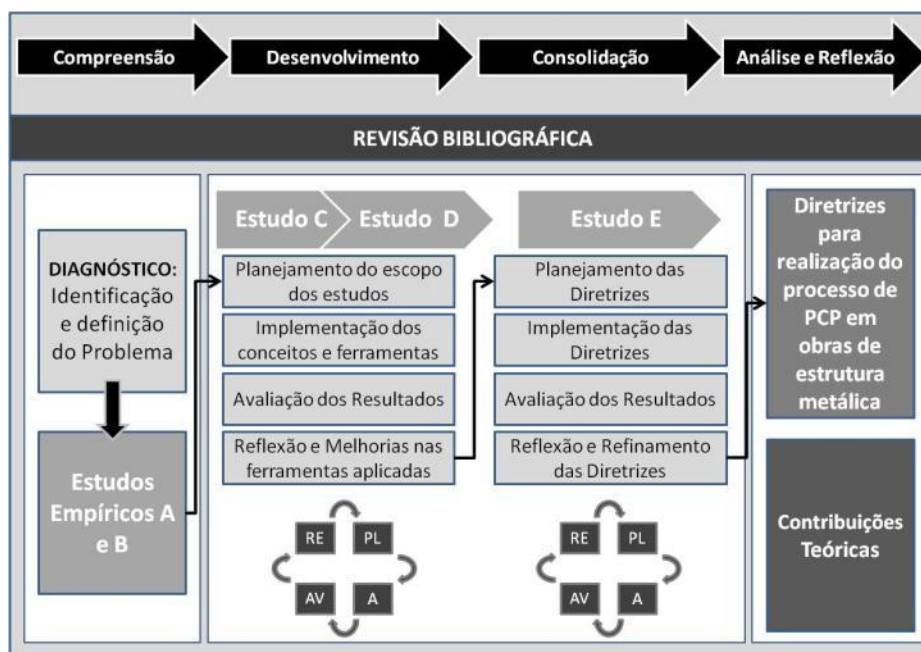 Compreensão
Desenvolvimento
Consolidação
Análise e Reflexão
REVISÃO BIBLIOGRÁFICA
DIAGNÓSTICO:
Identificação
e definição
do Problema
Estudos
Empíricos A
e B
Estudo C
Estudo D
Planejamento do escopo
dos estudos
Implementação dos
conceitos e ferramentas
Avaliação dos Resultados
Reflexão e Melhorias nas
ferramentas aplicadas
RE
PL
AV
A
Estudo E
Planejamento das
Diretrizes
Implementação das
Diretrizes
Avaliação dos Resultados
Reflexão e Refinamento
das Diretrizes
RE
PL
AV
A
Diretrizes
para
realização do
processo de
PCP em
obras de
estrutura
metálica
Contribuições
Teóricas